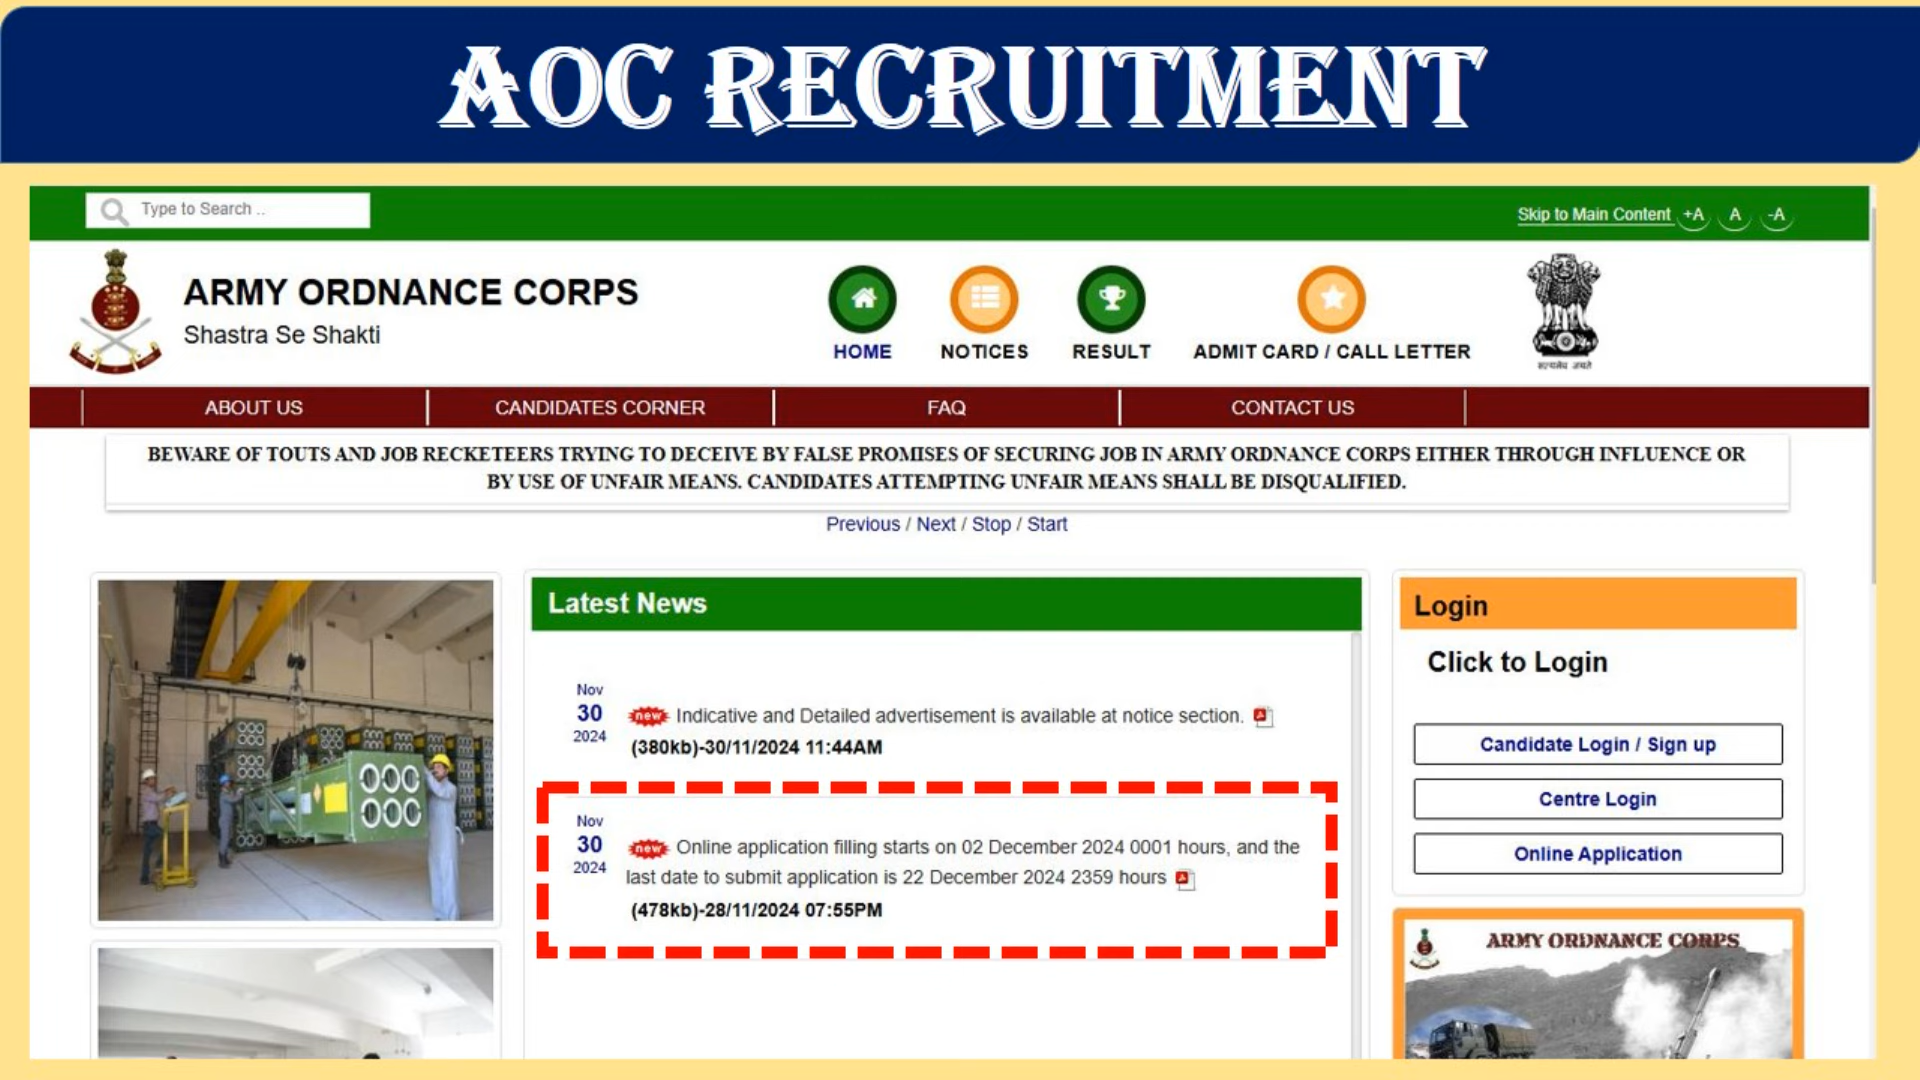 AOC RECRUITMENT
Type to Search ..
Skip to Main Content +A A -A
ARMY ORDNANCE CORPS
Shastra Se Shakti
HOME
NOTICES
RESULT
ADMIT CARD / CALL LETTER
सत्यमेव जयते
ABOUT US
CANDIDATES CORNER
FAQ
CONTACT US
BEWARE OF TOUTS AND JOB RECKETEERS TRYING TO DECEIVE BY FALSE PROMISES OF SECURING JOB IN ARMY ORDNANCE CORPS EITHER THROUGH INFLUENCE OR
BY USE OF UNFAIR MEANS. CANDIDATES ATTEMPTING UNFAIR MEANS SHALL BE DISQUALIFIED.
Previous / Next / Stop / Start
Latest News
Nov
30
2024
new Indicative and Detailed advertisement is available at notice section.
(380kb)-30/11/2024 11:44AM
Nov
30
2024
new Online application filling starts on 02 December 2024 0001 hours, and the
last date to submit application is 22 December 2024 2359 hours
(478kb)-28/11/2024 07:55PM
Login
Click to Login
Candidate Login / Sign up
Centre Login
Online Application
ARMY ORDNANCE CORPS